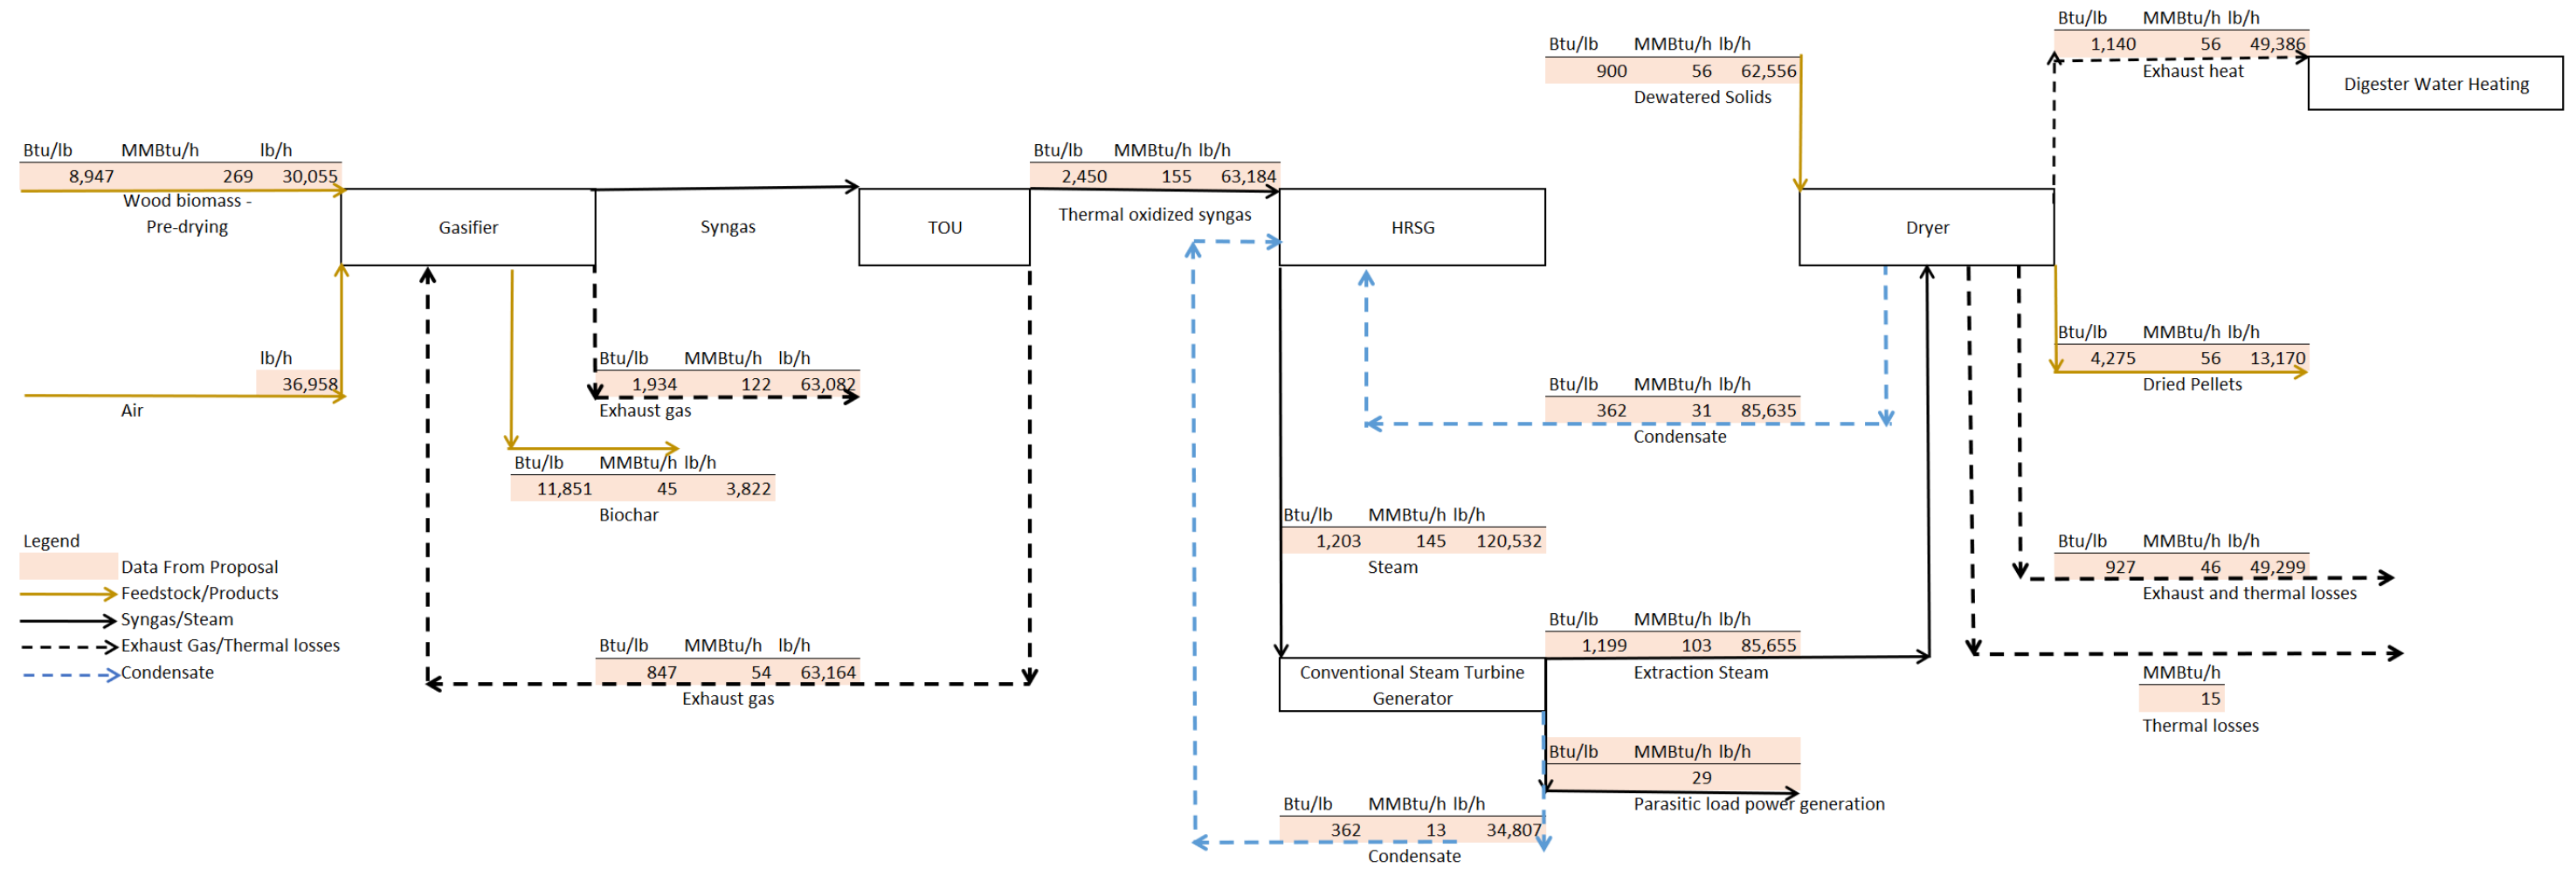 Btu/lb MMBtu/h lb/h
1,140 56 49,386
Exhaust heat
Digester Water Heating
Btu/lb MMBtu/h lb/h
900 56 62,556
Dewatered Solids
Btu/lb MMBtu/h lb/h
8,947 269 30,055
Wood biomass -
Pre-drying
Gasifier
Syngas
TOU
Btu/lb MMBtu/h lb/h
2,450 155 63,184
Thermal oxidized syngas
HRSG
Dryer
lb/h
36,958
Air
Btu/lb MMBtu/h lb/h
1,934 122 63,082
Exhaust gas
Btu/lb MMBtu/h lb/h
11,851 45 3,822
Biochar
Btu/lb MMBtu/h lb/h
362 31 85,635
Condensate
Btu/lb MMBtu/h lb/h
4,275 56 13,170
Dried Pellets
Btu/lb MMBtu/h lb/h
1,203 145 120,532
Steam
Btu/lb MMBtu/h lb/h
927 46 49,299
Exhaust and thermal losses
Legend
Data From Proposal
Feedstock/Products
Syngas/Steam
Exhaust Gas/Thermal losses
Condensate
Btu/lb MMBtu/h lb/h
847 54 63,164
Exhaust gas
Conventional Steam Turbine
Generator
Btu/lb MMBtu/h lb/h
1,199 103 85,655
Extraction Steam
MMBtu/h
15
Thermal losses
Btu/lb MMBtu/h lb/h
29
Parasitic load power generation
Btu/lb MMBtu/h lb/h
362 13 34,807
Condensate